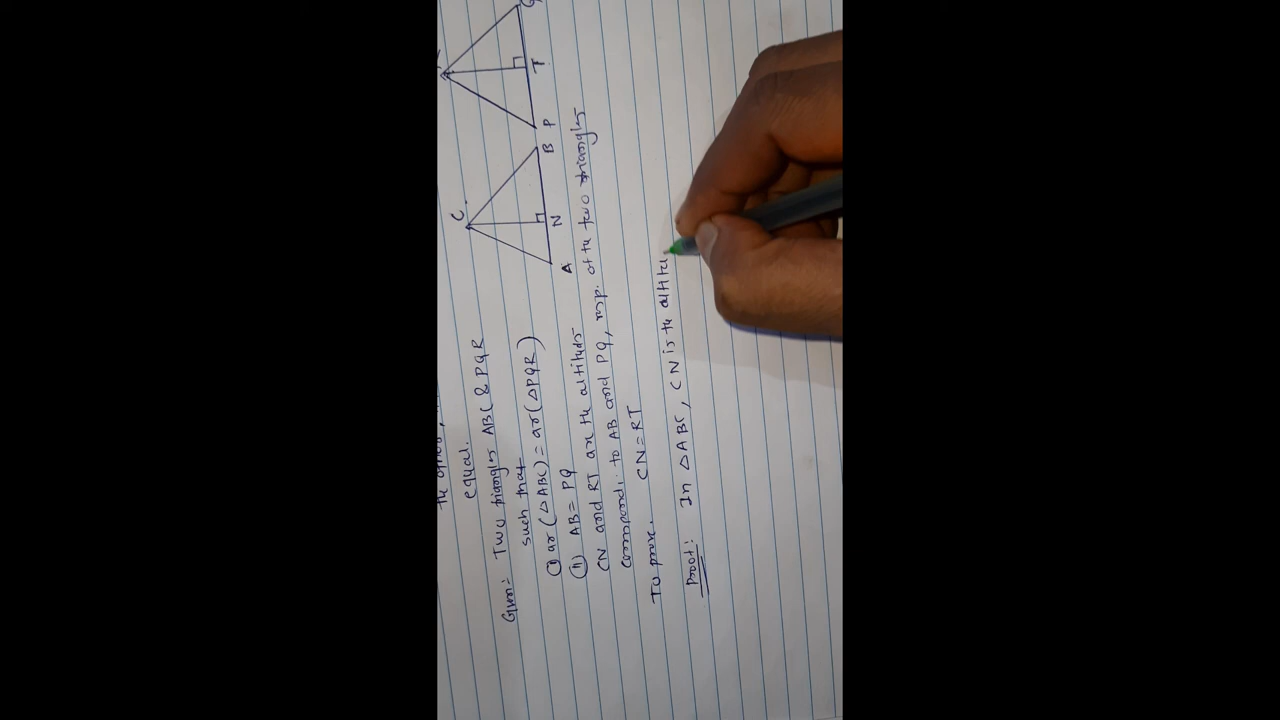 equal.
Given: Two triangles ABC & PQR
such that
(i) ar(△ABC) = ar(△PQR)
(ii) AB = PQ
CN and RT are the altitudes
correspondi. to AB and PQ, resp. of the two triangles
To prove. CN = RT
Proof: In △ABC, CN is the altitu
C
A N B
P T